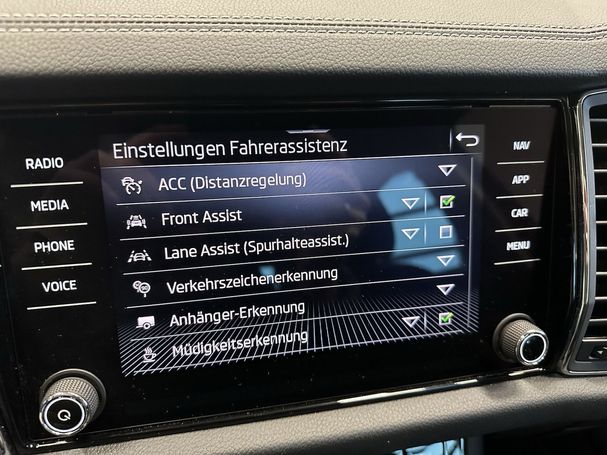 Einstellungen Fahrerassistenz
RADIO
MEDIA
PHONE
VOICE
ACC (Distanzregelung)
Front Assist
Lane Assist (Spurhalteassist.)
Verkehrszeichenerkennung
Anhänger-Erkennung
Müdigkeitserkennung
NAV
APP
CAR
MENU